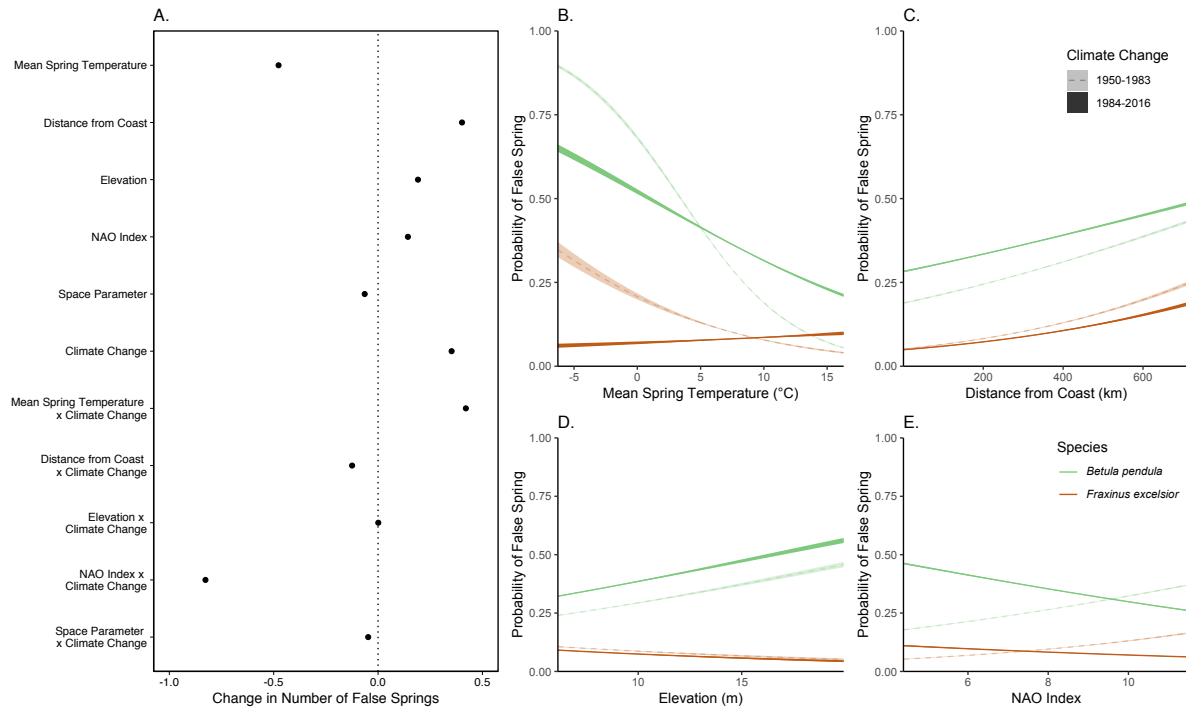 A.
Mean Spring Temperature
Distance from Coast
Elevation
NAO Index
Space Parameter
Climate Change
Mean Spring Temperature
x Climate Change
Distance from Coast
x Climate Change
Elevation x
Climate Change
NAO Index x
Climate Change
Space Parameter
x Climate Change
-1.0
-0.5
0.0
0.5
Change in Number of False Springs
B.
Probability of False Spring
1.00
0.75
0.50
0.25
0.00
-5
0
5
10
15
Mean Spring Temperature (°C)
C.
Probability of False Spring
1.00
0.75
0.50
0.25
0.00
200
400
600
Distance from Coast (km)
Climate Change
1950-1983
1984-2016
D.
Probability of False Spring
1.00
0.75
0.50
0.25
0.00
10
15
Elevation (m)
E.
Probability of False Spring
1.00
0.75
0.50
0.25
0.00
6
8
10
NAO Index
Species
Betula pendula
Fraxinus excelsior